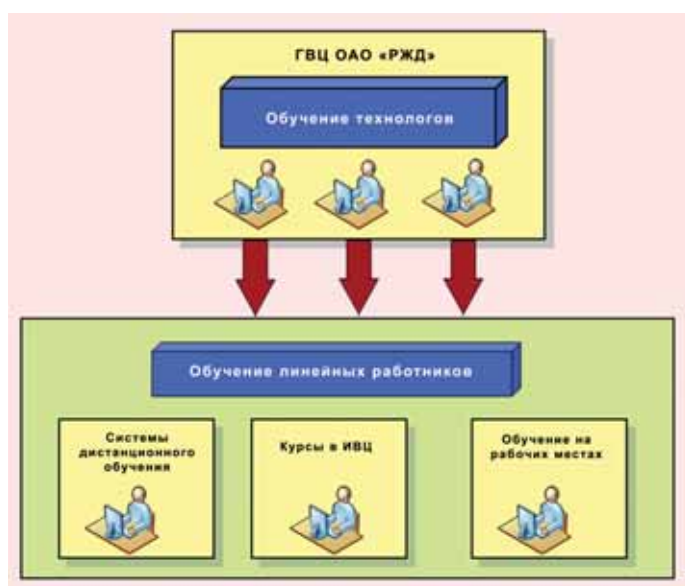 ГВЦ ОАО «РЖД»
Обучение технологов
Обучение линейных работников
Системы
дистанционного
обучения
Курсы в ИВЦ
Обучение на
рабочих местах